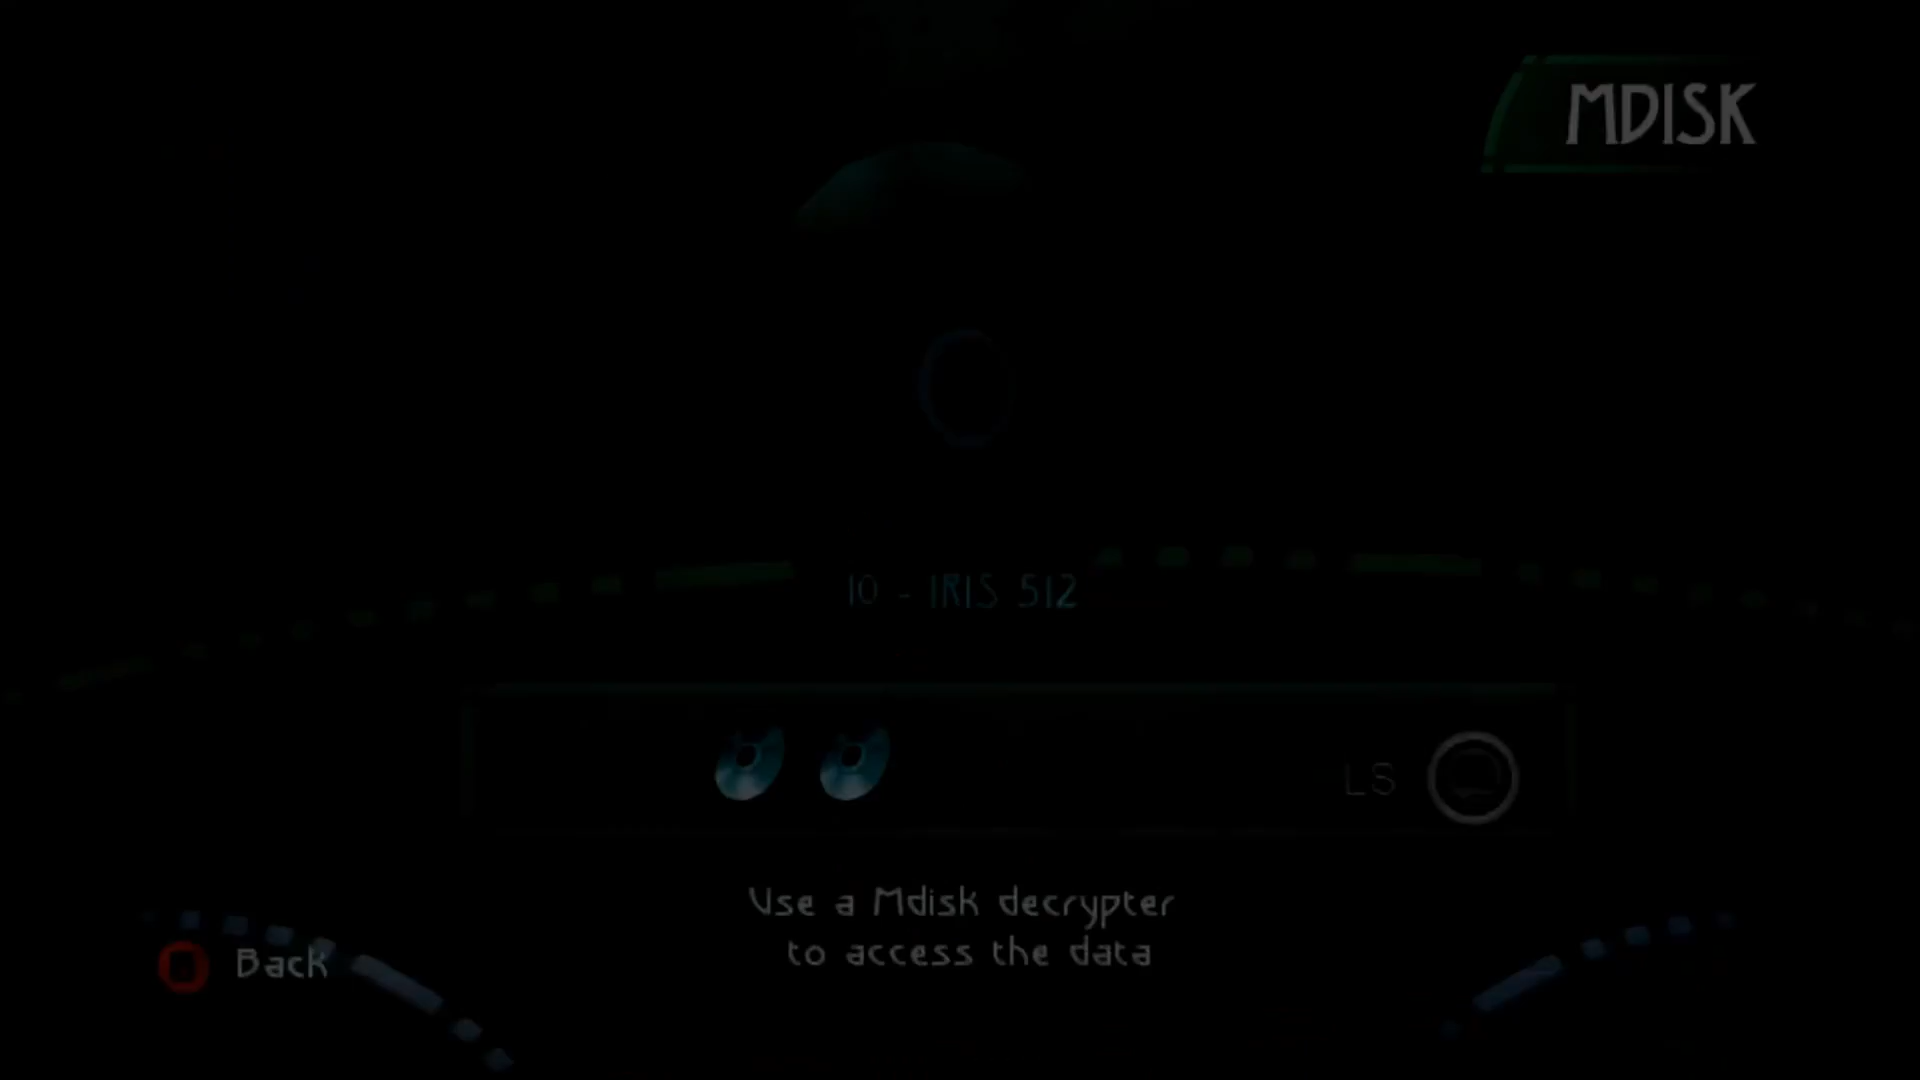 MDISK
10 - IRIS 512
LS
Use a Mdisk decrypter
to access the data
Back